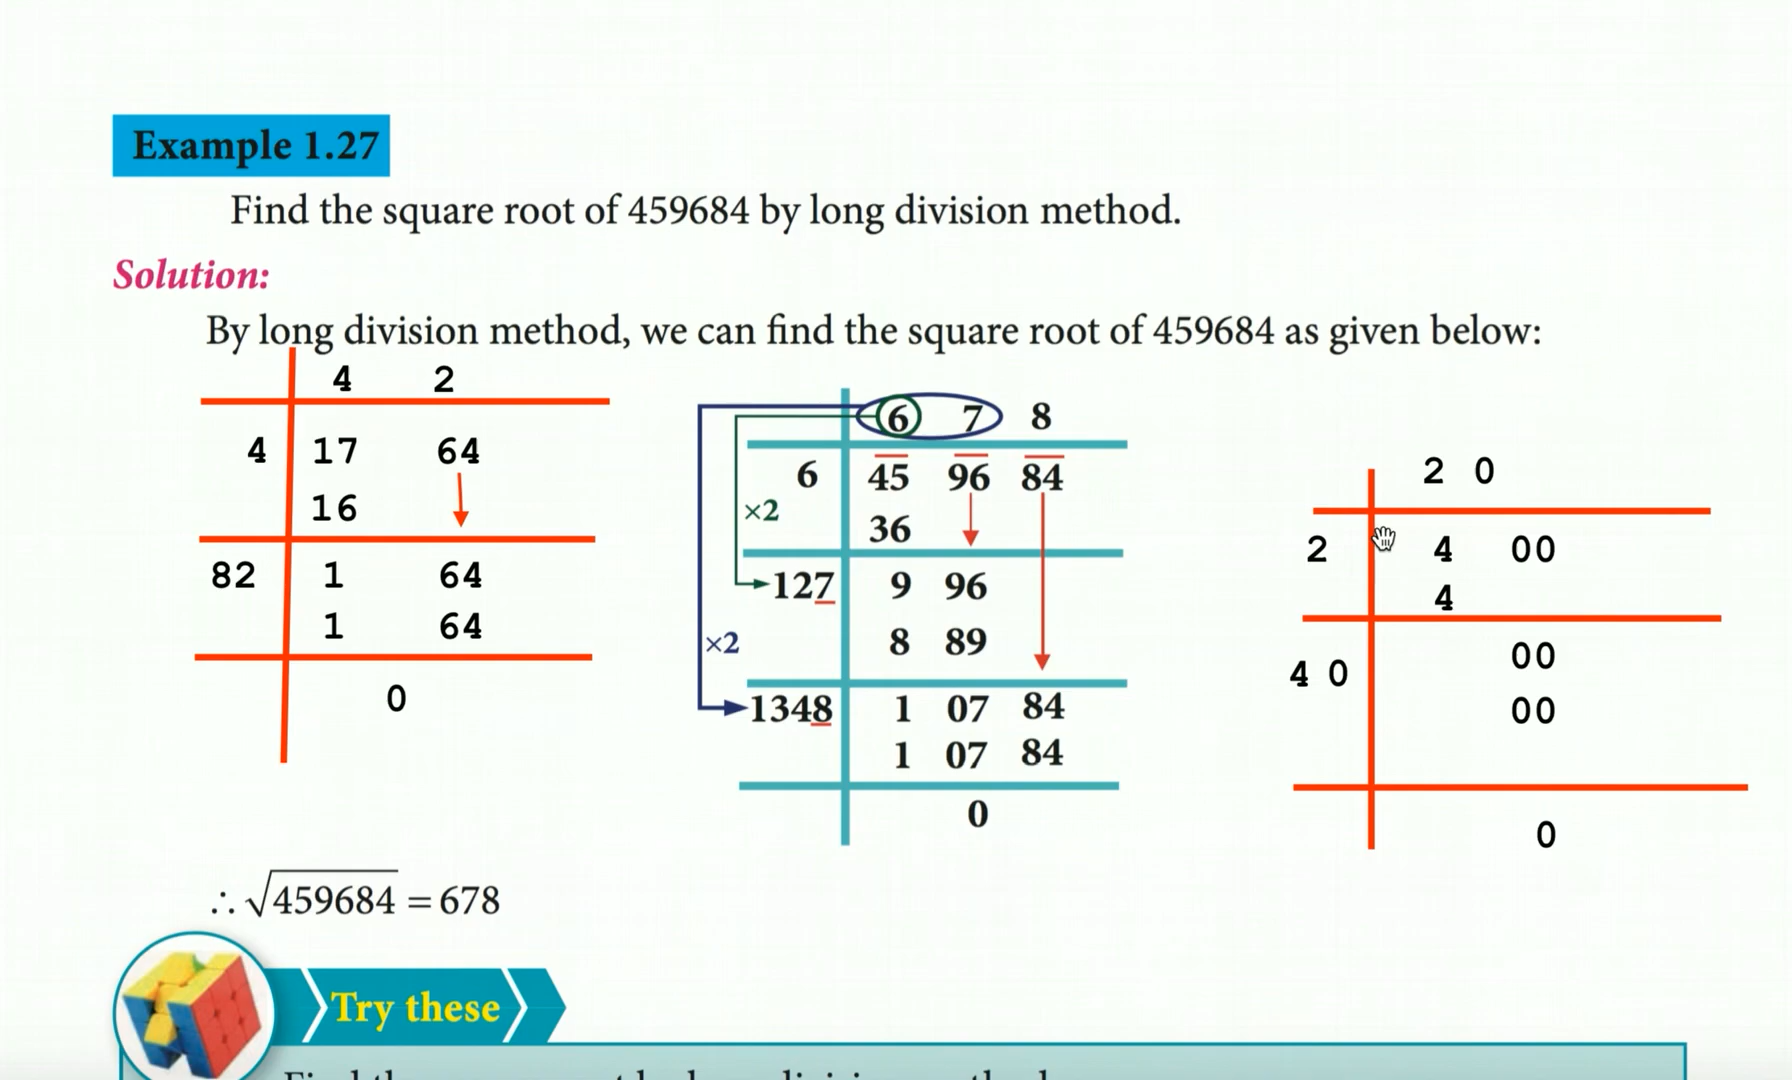 Example 1.27
Find the square root of 459684 by long division method.
Solution:
By long division method, we can find the square root of 459684 as given below:
4 2
4 17 64
16
82 1 64
1 64
0
6 7 8
6 45 96 84
×2
36
127 9 96
8 89
×2
1348 1 07 84
1 07 84
0
2 0
2 4 00
4
00
4 0
00
0
∴ √459684 = 678
Try these